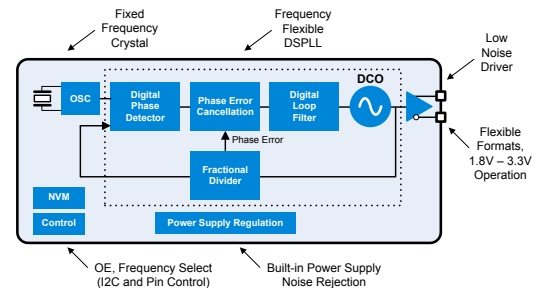 Fixed
Frequency
Crystal
Frequency
Flexible
DSPLL
Low
Noise
Driver
OSC
Digital
Phase
Detector
Phase Error
Cancellation
Digital
Loop
Filter
DCO
Phase Error
Fractional
Divider
Flexible
Formats,
1.8V – 3.3V
Operation
NVM
Control
Power Supply Regulation
OE, Frequency Select
(I2C and Pin Control)
Built-in Power Supply
Noise Rejection